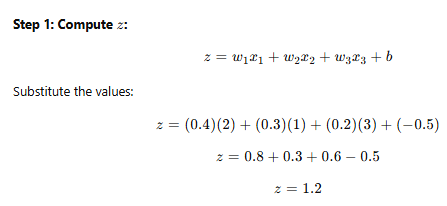 Step 1: Compute z:
z = w₁x₁ + w₂x₂ + w₃x₃ + b
Substitute the values:
z = (0.4)(2) + (0.3)(1) + (0.2)(3) + (−0.5)
z = 0.8 + 0.3 + 0.6 − 0.5
z = 1.2